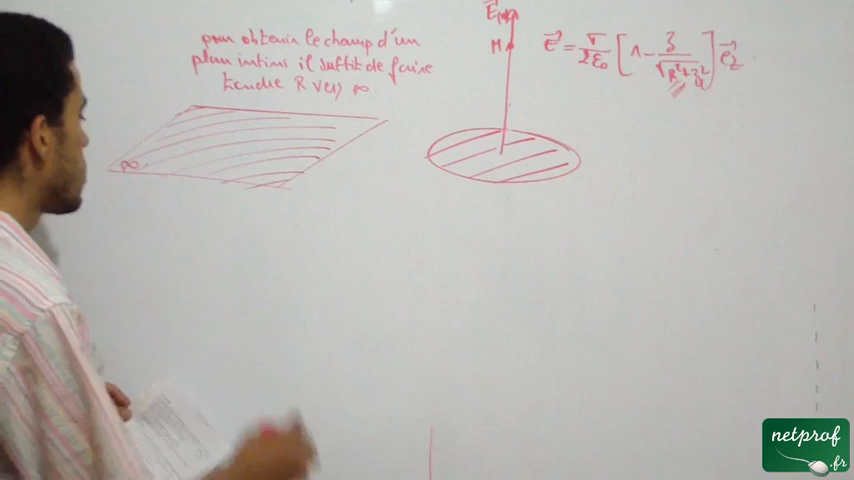 pour obtenir le champ d'un
plan infini il suffit de faire
tendre R vers ∞.
∞
E(M)
M
E⃗ = σ/2ε₀ [1 - z/√(R²+z²)] e⃗z
netprof
.fr